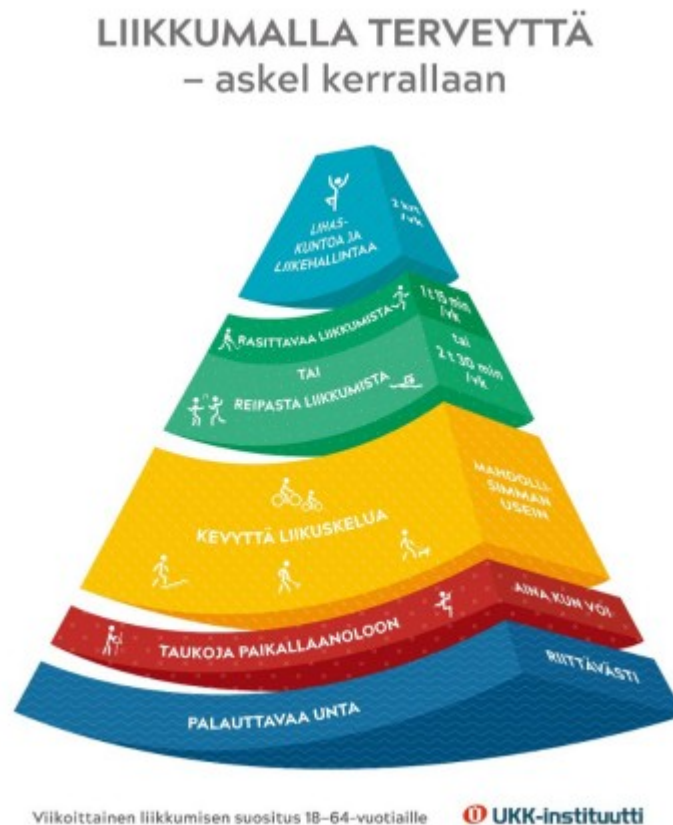 LIIKKUMALLA TERVEYTTÄ
– askel kerrallaan
LIHAS-
KUNTOA JA
LIIKEHALLINTAA
2 krt
/vk
RASITTAVAA LIIKKUMISTA
1 t 15 min
/vk
TAI
REIPASTA LIIKKUMISTA
tai
2 t 30 min
/vk
KEVYTTÄ LIIKUSKELUA
MAHDOLLI-
SIMMAN
USEIN
TAUKOJA PAIKALLAANOLOON
AINA KUN VOI
PALAUTTAVAA UNTA
RIITTÄVÄSTI
Viikoittainen liikkumisen suositus 18–64-vuotiaille
UKK-instituutti